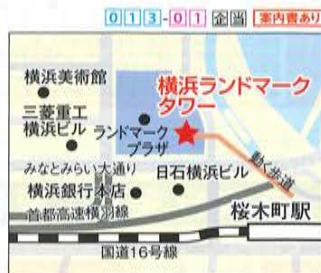 013-01 企当 案内書あり
横浜美術館
横浜ランドマーク
タワー
三菱重工
横浜ビル
ランドマーク
プラザ
みなとみらい大通り
動く歩道
日石横浜ビル
横浜銀行本店
首都高速横羽線
桜木町駅
国道16号線